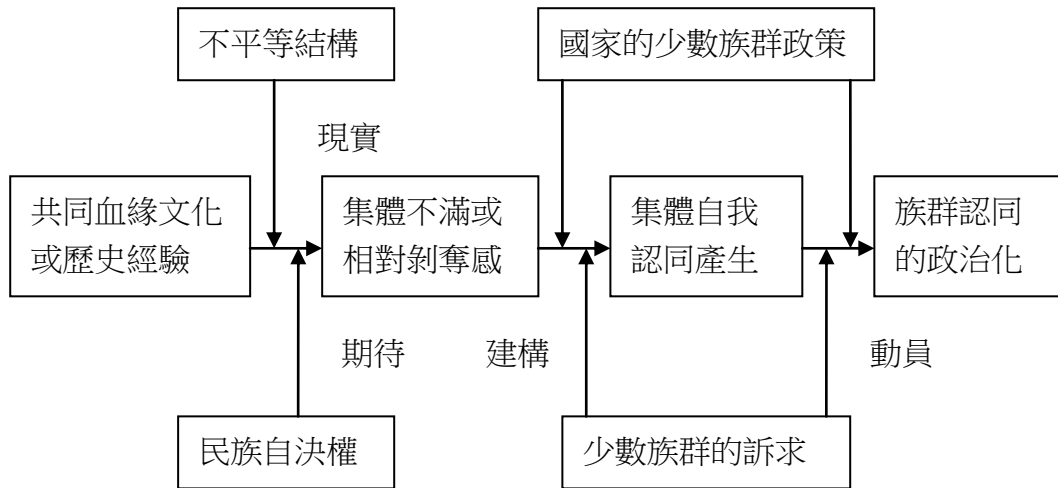 不平等結構
國家的少數族群政策
現實
共同血緣文化
或歷史經驗
集體不滿或
相對剝奪感
集體自我
認同產生
族群認同
的政治化
期待
建構
動員
民族自決權
少數族群的訴求